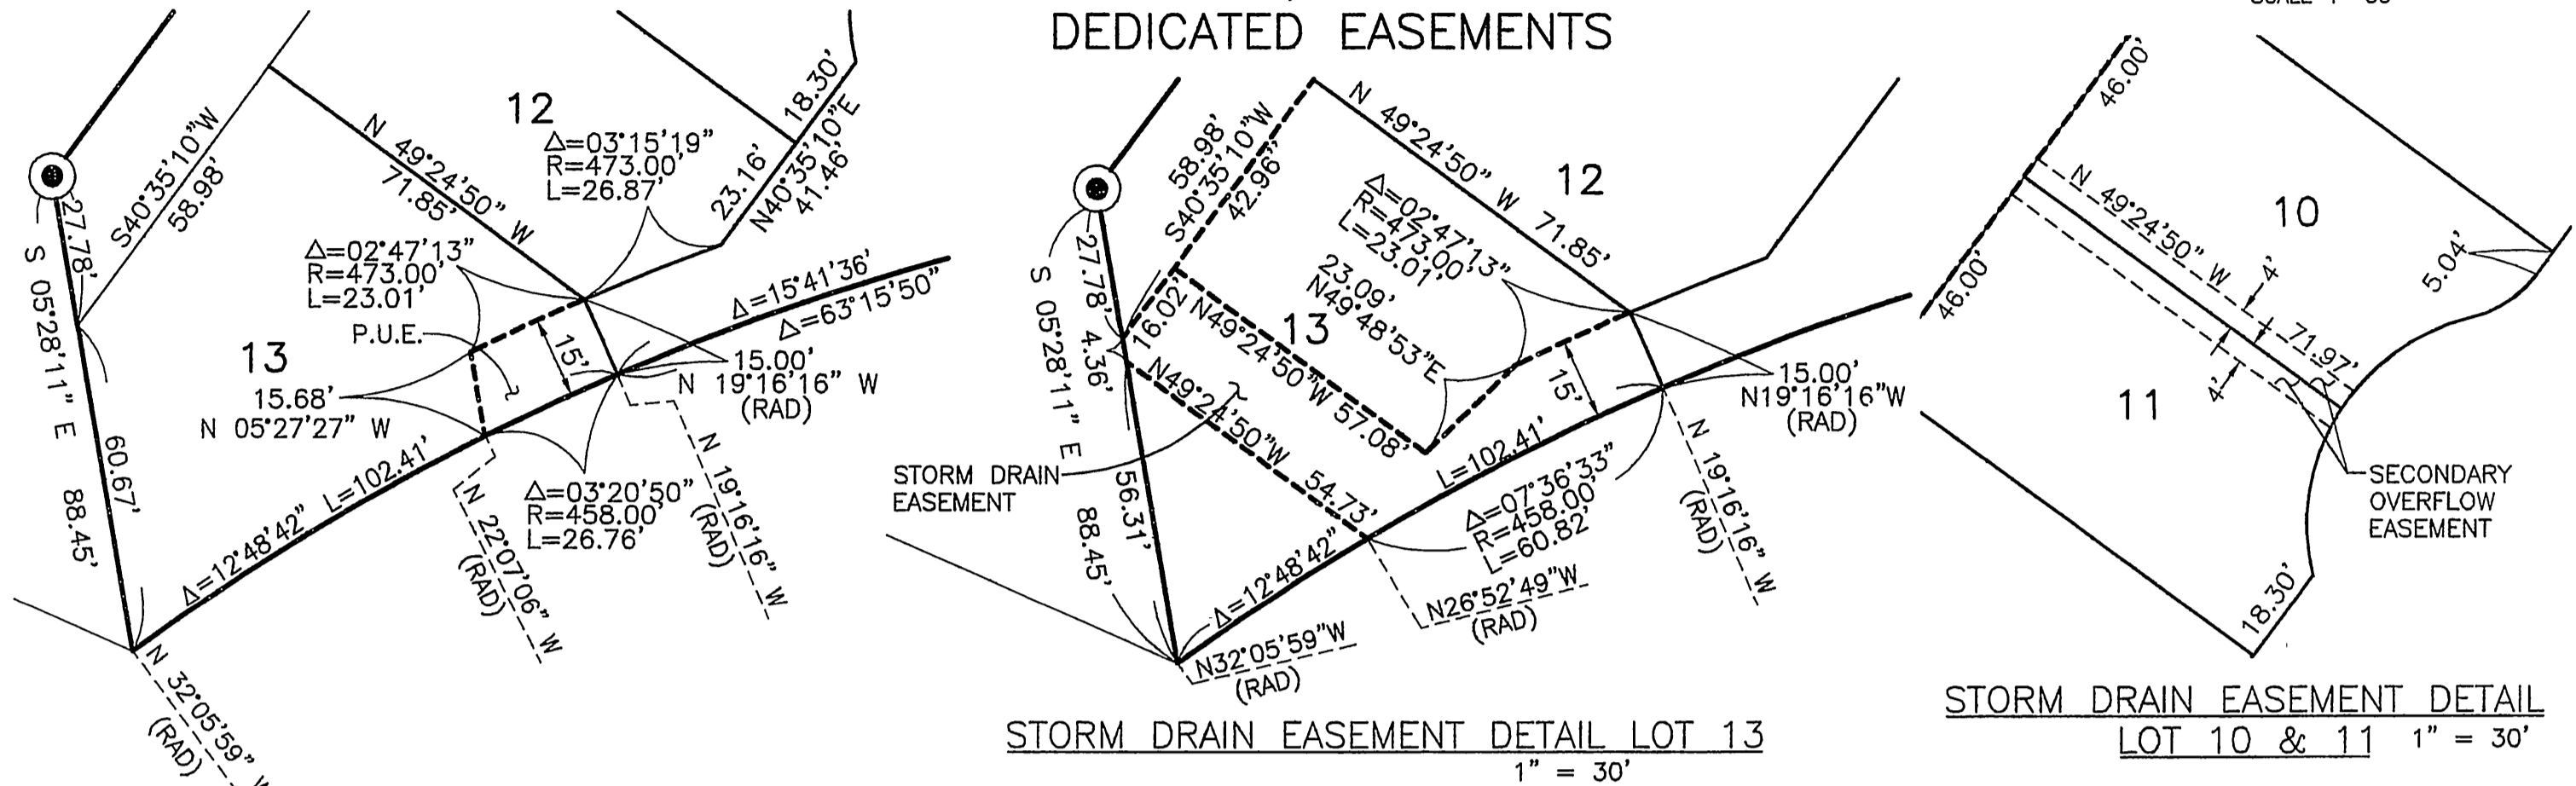 DEDICATED EASEMENTS
12
Δ=03°15'19"
R=473.00'
L=26.87'
18.30'
23.16'
N40°35'10"E
41.46'
S40°35'10"W
58.98'
N 49°24'50" W
71.85'
27.78'
S 05°28'11" E
60.67'
88.45'
Δ=02°47'13"
R=473.00'
L=23.01'
P.U.E.
13
15.68'
N 05°27'27" W
15'
Δ=15°41'36'
Δ=63°15'50"
15.00'
N 19°16'16" W
(RAD)
N 19°16'16" W
(RAD)
Δ=03°20'50"
R=458.00'
L=26.76'
N 22°07'06" W
(RAD)
Δ=12°48'42" L=102.41'
N 32°05'59" W
(RAD)
58.98'
S40°35'10"W
42.96"
N 49°24'50" W 71.85'
12
Δ=02°47'13"
R=473.00'
L=23.01'
23.09'
N49°48'53"E
27.78'
4.36'
S 05°28'11" E
56.31'
88.45'
16.02'
13
N49°24'50"W 57.08'
N49°24'50"W 54.73'
STORM DRAIN
EASEMENT
15'
15.00'
N19°16'16"W
(RAD)
N 19°16'16" W
(RAD)
L=102.41'
Δ=12°48'42"
Δ=07°36'33"
R=458.00'
L=60.82'
N26°52'49"W
(RAD)
N32°05'59"W
(RAD)
STORM DRAIN EASEMENT DETAIL LOT 13
1" = 30'
46.00'
46.00'
N 49°24'50" W 71.97'
4'
4'
10
11
5.04'
18.30'
SECONDARY
OVERFLOW
EASEMENT
STORM DRAIN EASEMENT DETAIL
LOT 10 & 11 1" = 30'